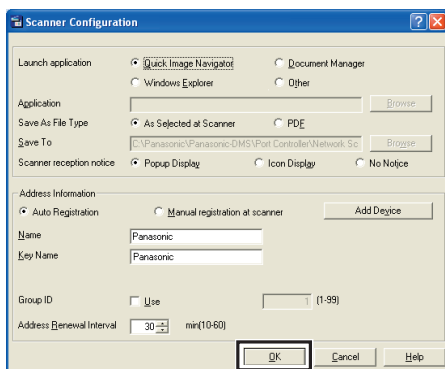 Scanner Configuration
Launch application Quick Image Navigator Document Manager
Windows Explorer Other
Application Browse
Save As File Type As Selected at Scanner PDF
Save To C:\Panasonic\Panasonic-DMS\Port Controller\Network Sc Browse
Scanner reception notice Popup Display Icon Display No Notice
Address Information
Auto Registration Manual registration at scanner Add Device
Name Panasonic
Key Name Panasonic
Group ID Use 1 (1-99)
Address Renewal Interval 30 min(10-60)
OK Cancel Help